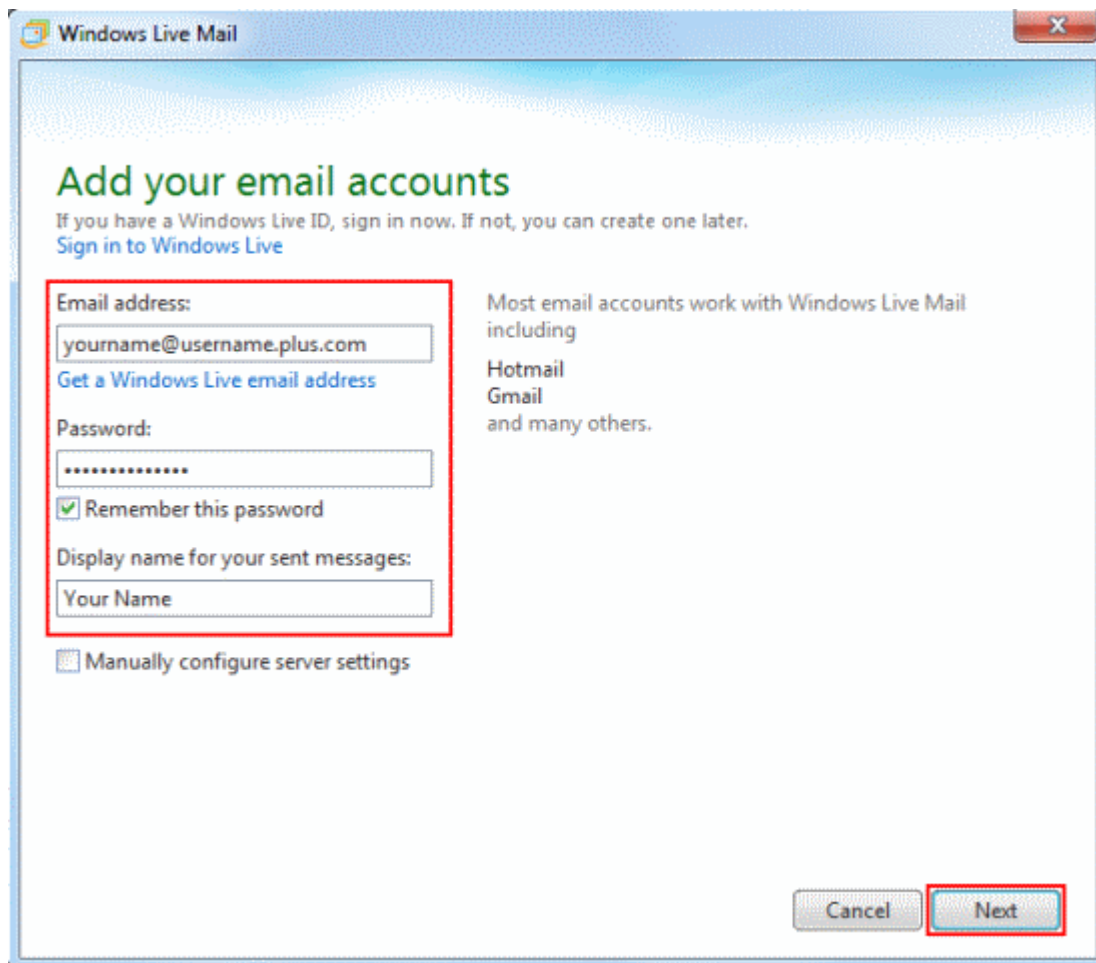 Windows Live Mail
Add your email accounts
If you have a Windows Live ID, sign in now. If not, you can create one later.
Sign in to Windows Live
Email address:
yourname@username.plus.com
Get a Windows Live email address
Password:
••••••••••••••
Remember this password
Display name for your sent messages:
Your Name
Manually configure server settings
Most email accounts work with Windows Live Mail
including
Hotmail
Gmail
and many others.
Cancel
Next